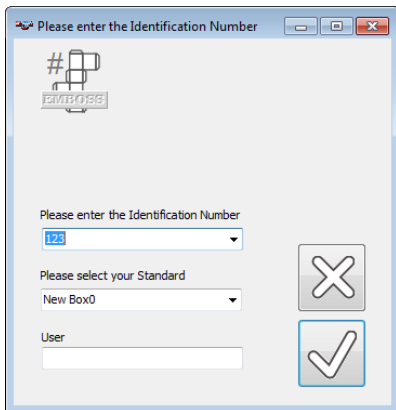 Please enter the Identification Number
#
EMBOSS
Please enter the Identification Number
123
Please select your Standard
New Box0
User